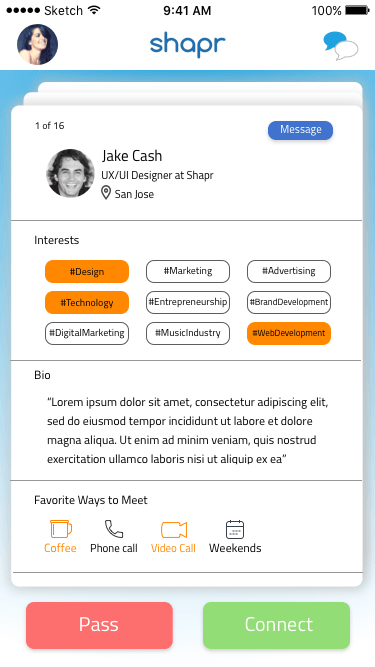 Sketch 9:41 AM 100%
shapr
1 of 16
Message
Jake Cash
UX/UI Designer at Shapr
San Jose
Interests
#Design #Marketing #Advertising
#Technology #Entrepreneurship #BrandDevelopment
#DigitalMarketing #MusicIndustry #WebDevelopment
Bio
“Lorem ipsum dolor sit amet, consectetur adipiscing elit,
sed do eiusmod tempor incididunt ut labore et dolore
magna aliqua. Ut enim ad minim veniam, quis nostrud
exercitation ullamco laboris nisi ut aliquip ex ea”
Favorite Ways to Meet
Coffee Phone call Video Call Weekends
Pass Connect